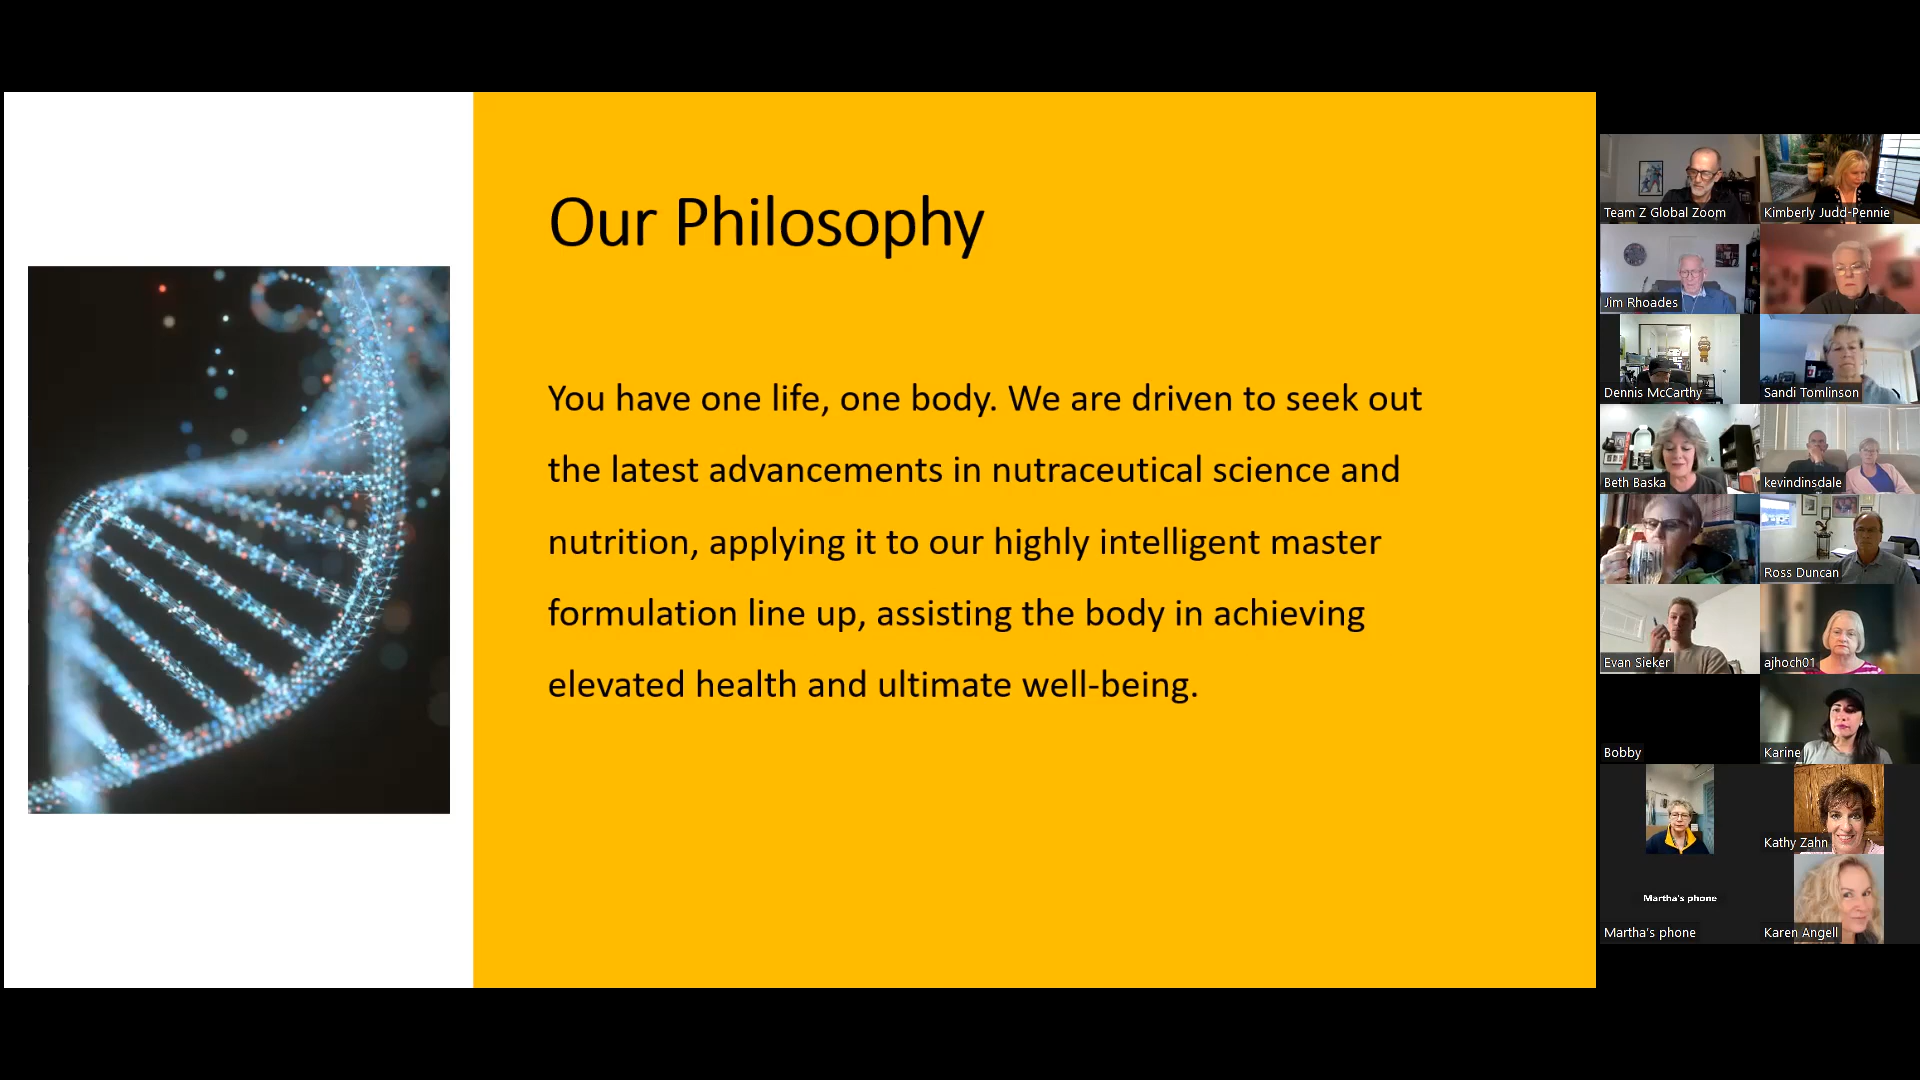 Our Philosophy
You have one life, one body. We are driven to seek out
the latest advancements in nutraceutical science and
nutrition, applying it to our highly intelligent master
formulation line up, assisting the body in achieving
elevated health and ultimate well-being.
Team Z Global Zoom
Kimberly Judd-Pennie
Jim Rhoades
Dennis McCarthy
Sandi Tomlinson
Beth Baska
kevindinsdale
Ross Duncan
Evan Sieker
ajhoch01
Bobby
Karine
Kathy Zahn
Martha's phone
Martha's phone
Karen Angell